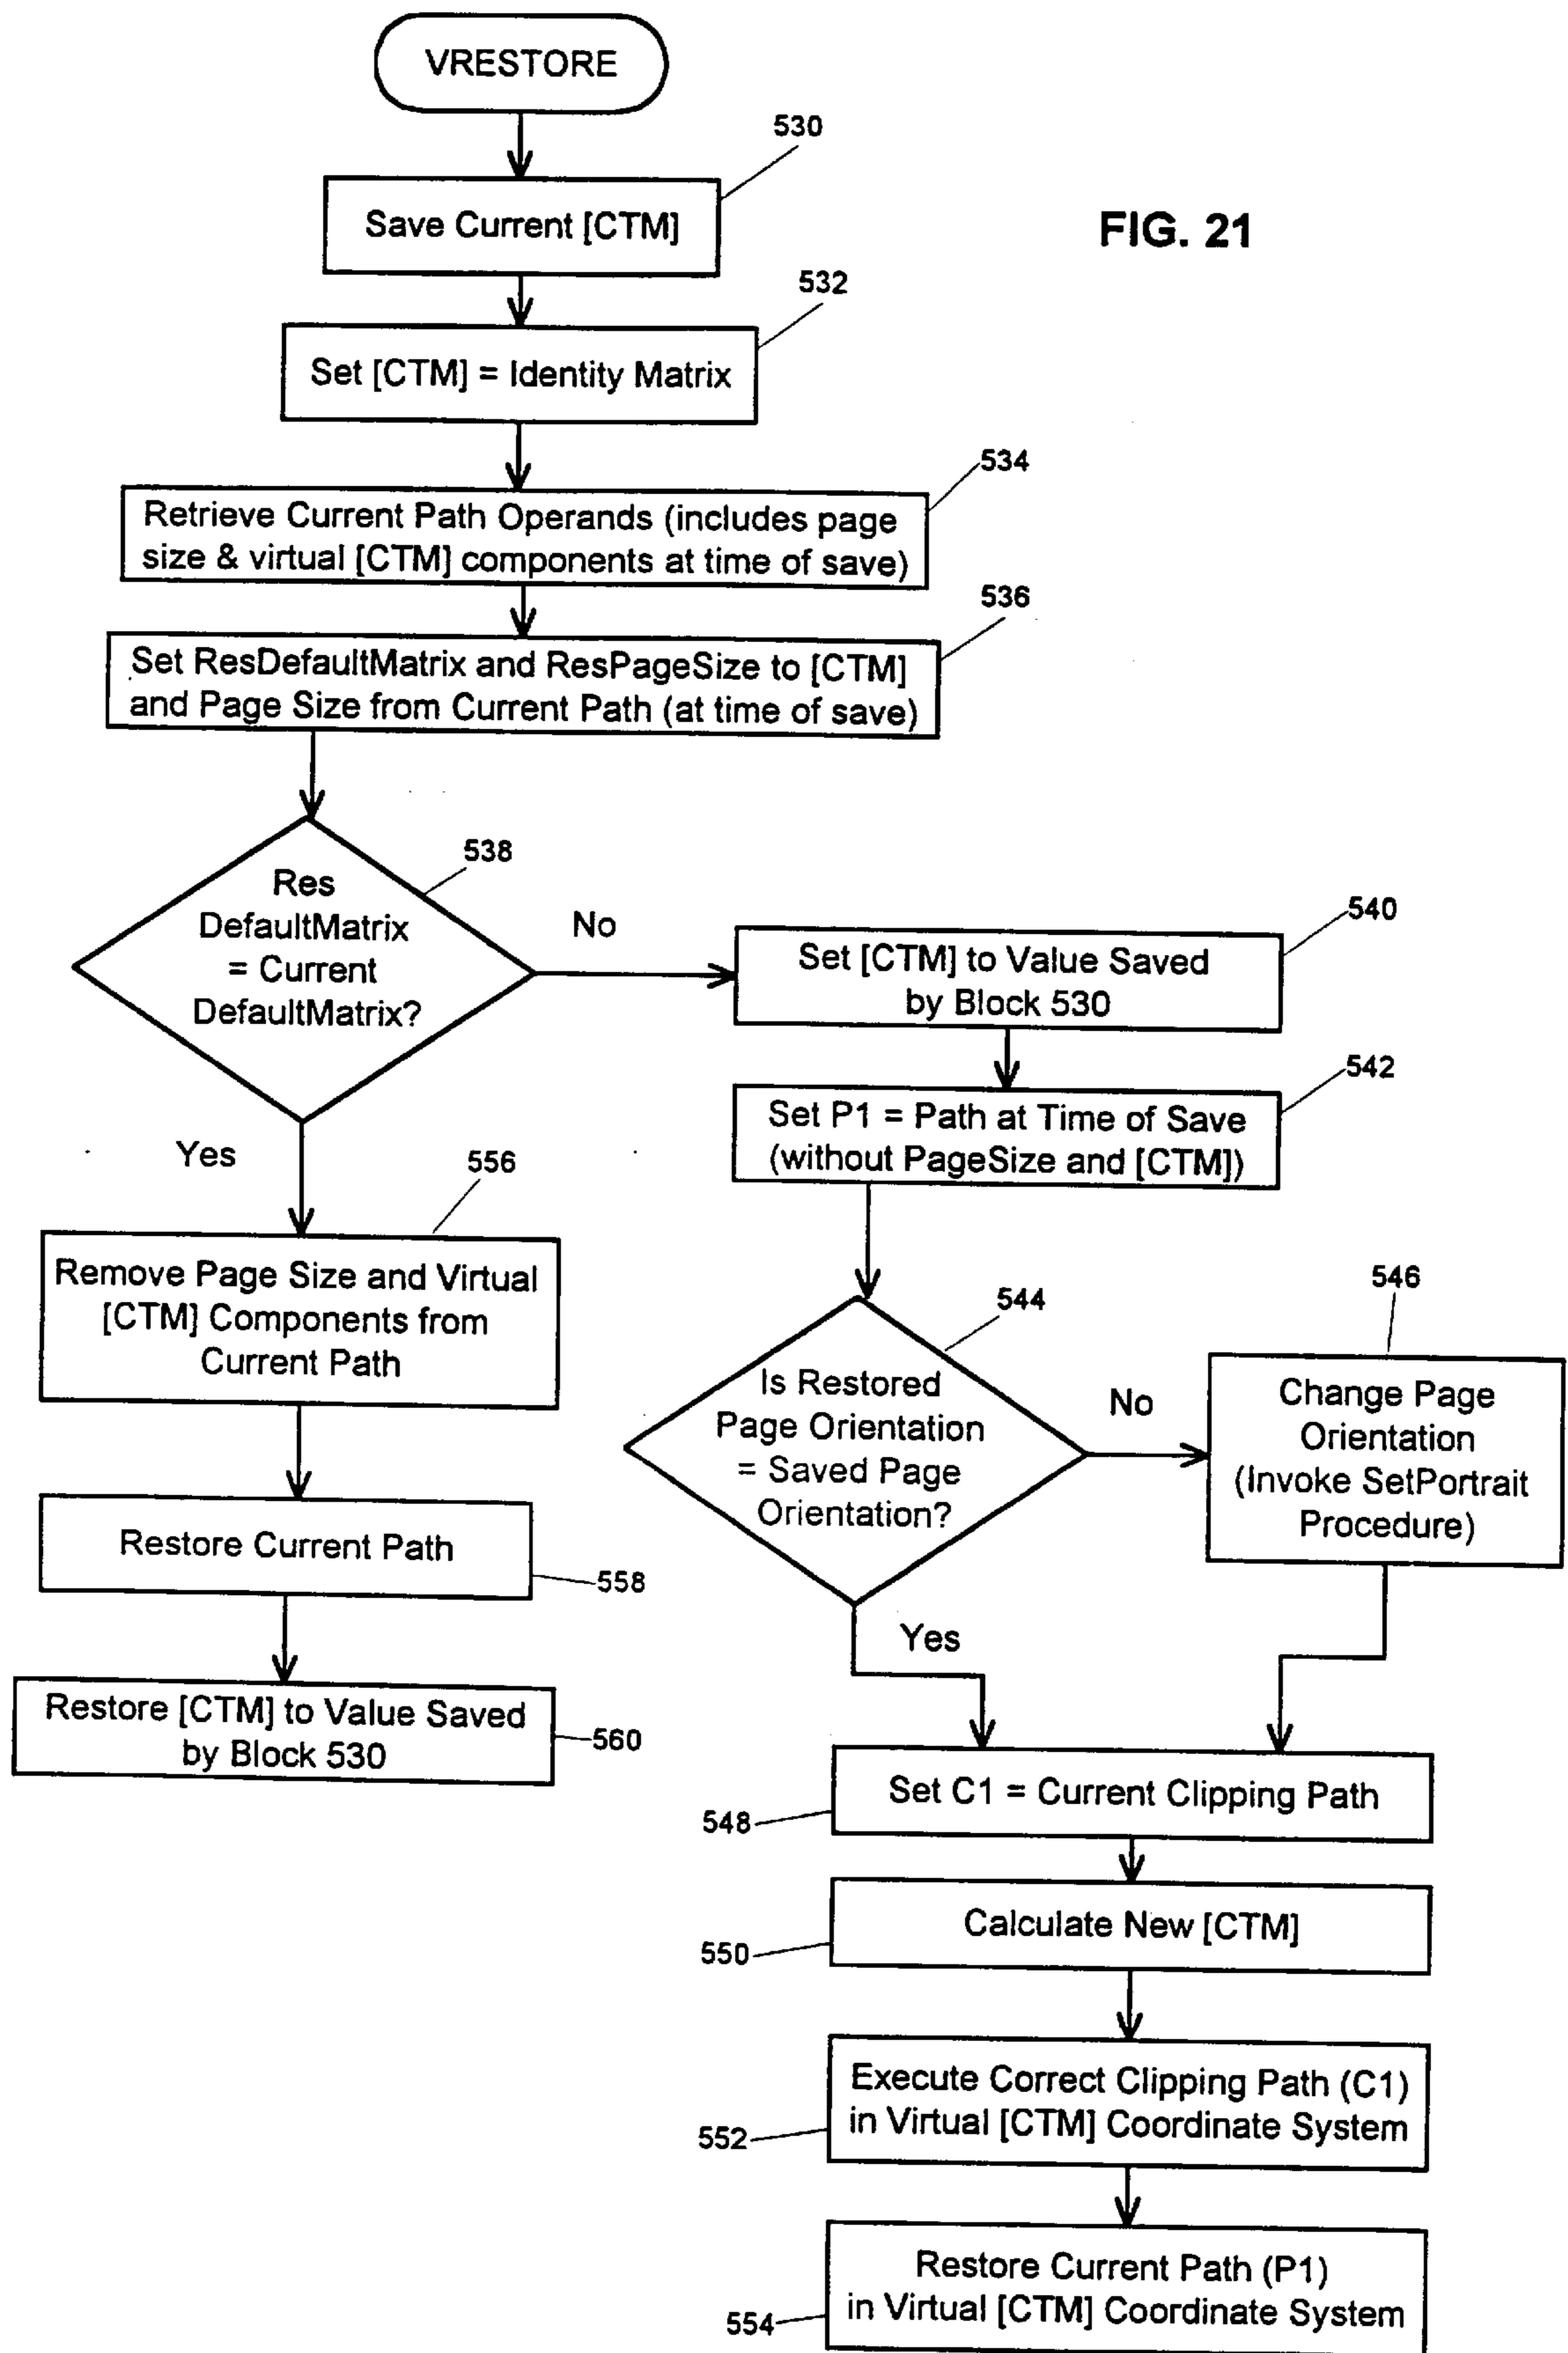 VRESTORE
530
Save Current [CTM]
FIG. 21
532
Set [CTM] = Identity Matrix
534
Retrieve Current Path Operands (includes page
size & virtual [CTM] components at time of save)
536
Set ResDefaultMatrix and ResPageSize to [CTM]
and Page Size from Current Path (at time of save)
538
Res
DefaultMatrix
= Current
DefaultMatrix?
No
540
Set [CTM] to Value Saved
by Block 530
542
Set P1 = Path at Time of Save
(without PageSize and [CTM])
Yes
556
Remove Page Size and Virtual
[CTM] Components from
Current Path
544
Is Restored
Page Orientation
= Saved Page
Orientation?
No
546
Change Page
Orientation
(Invoke SetPortrait
Procedure)
Restore Current Path
558
Yes
Restore [CTM] to Value Saved
by Block 530
560
Set C1 = Current Clipping Path
548
Calculate New [CTM]
550
Execute Correct Clipping Path (C1)
in Virtual [CTM] Coordinate System
552
Restore Current Path (P1)
in Virtual [CTM] Coordinate System
554